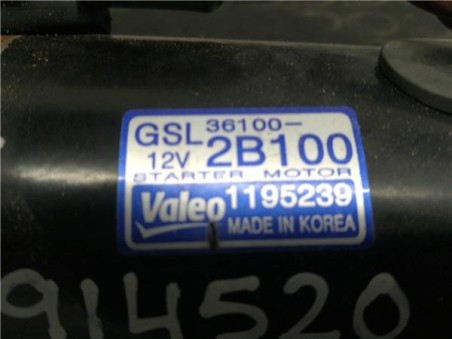 GSL 36100-
12V 2B100
STARTER MOTOR
Valeo 1195239
MADE IN KOREA
914520